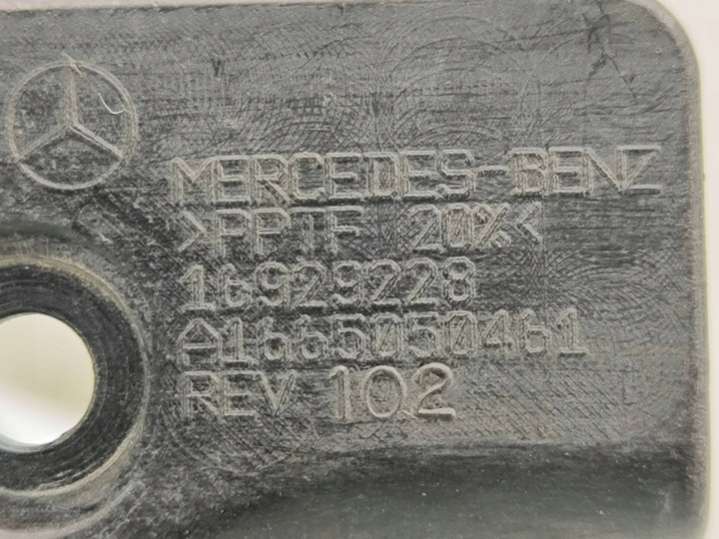 MERCEDES-BENZ
>PPTF 20%<
16929228
A1665050461
REV 102